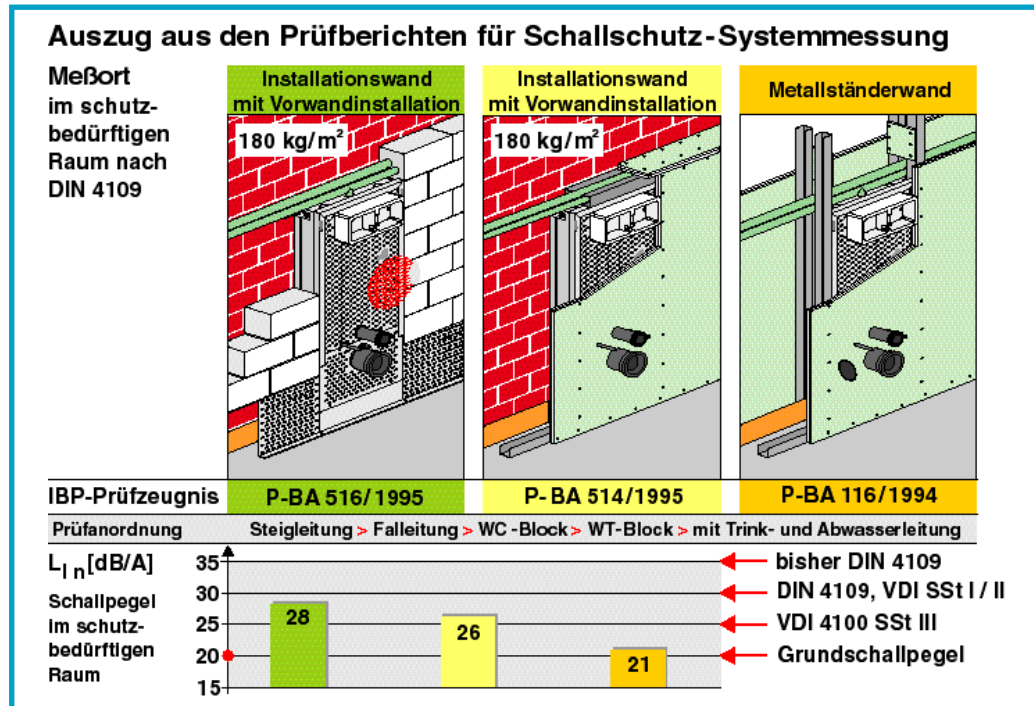 Auszug aus den Prüfberichten für Schallschutz-Systemmessung
Meßort
im schutz-
bedürftigen
Raum nach
DIN 4109
Installationswand
mit Vorwandinstallation
180 kg/m²
Installationswand
mit Vorwandinstallation
180 kg/m²
Metallständerwand
IBP-Prüfzeugnis P-BA 516/1995 P-BA 514/1995 P-BA 116/1994
Prüfanordnung Steigleitung > Falleitung > WC-Block > WT-Block > mit Trink- und Abwasserleitung
L I n [dB/A]
Schallpegel
im schutz-
bedürftigen
Raum
35
30
25
20
15
28
26
21
bisher DIN 4109
DIN 4109, VDI SSt I / II
VDI 4100 SSt III
Grundschallpegel